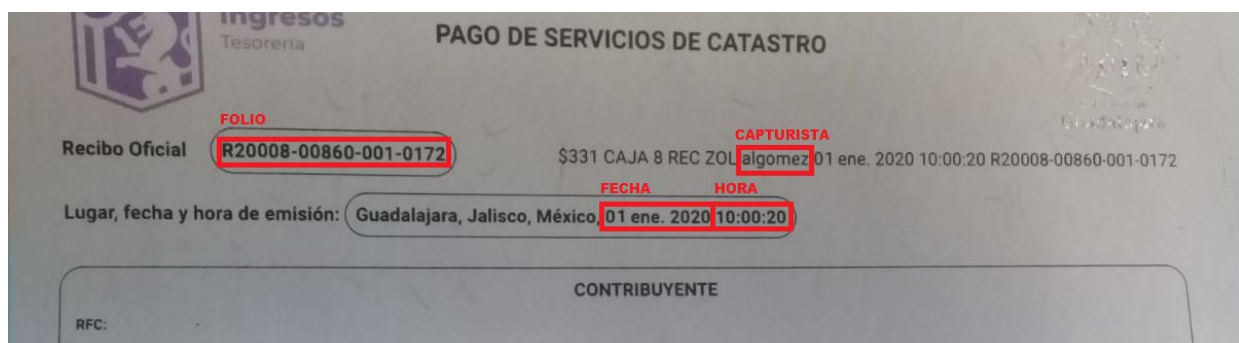 Ingresos
Tesorería
PAGO DE SERVICIOS DE CATASTRO
Guadalajara
FOLIO
CAPTURISTA
Recibo Oficial R20008-00860-001-0172 $331 CAJA 8 REC ZOL algomez 01 ene. 2020 10:00:20 R20008-00860-001-0172
FECHA HORA
Lugar, fecha y hora de emisión: Guadalajara, Jalisco, México, 01 ene. 2020 10:00:20
CONTRIBUYENTE
RFC: